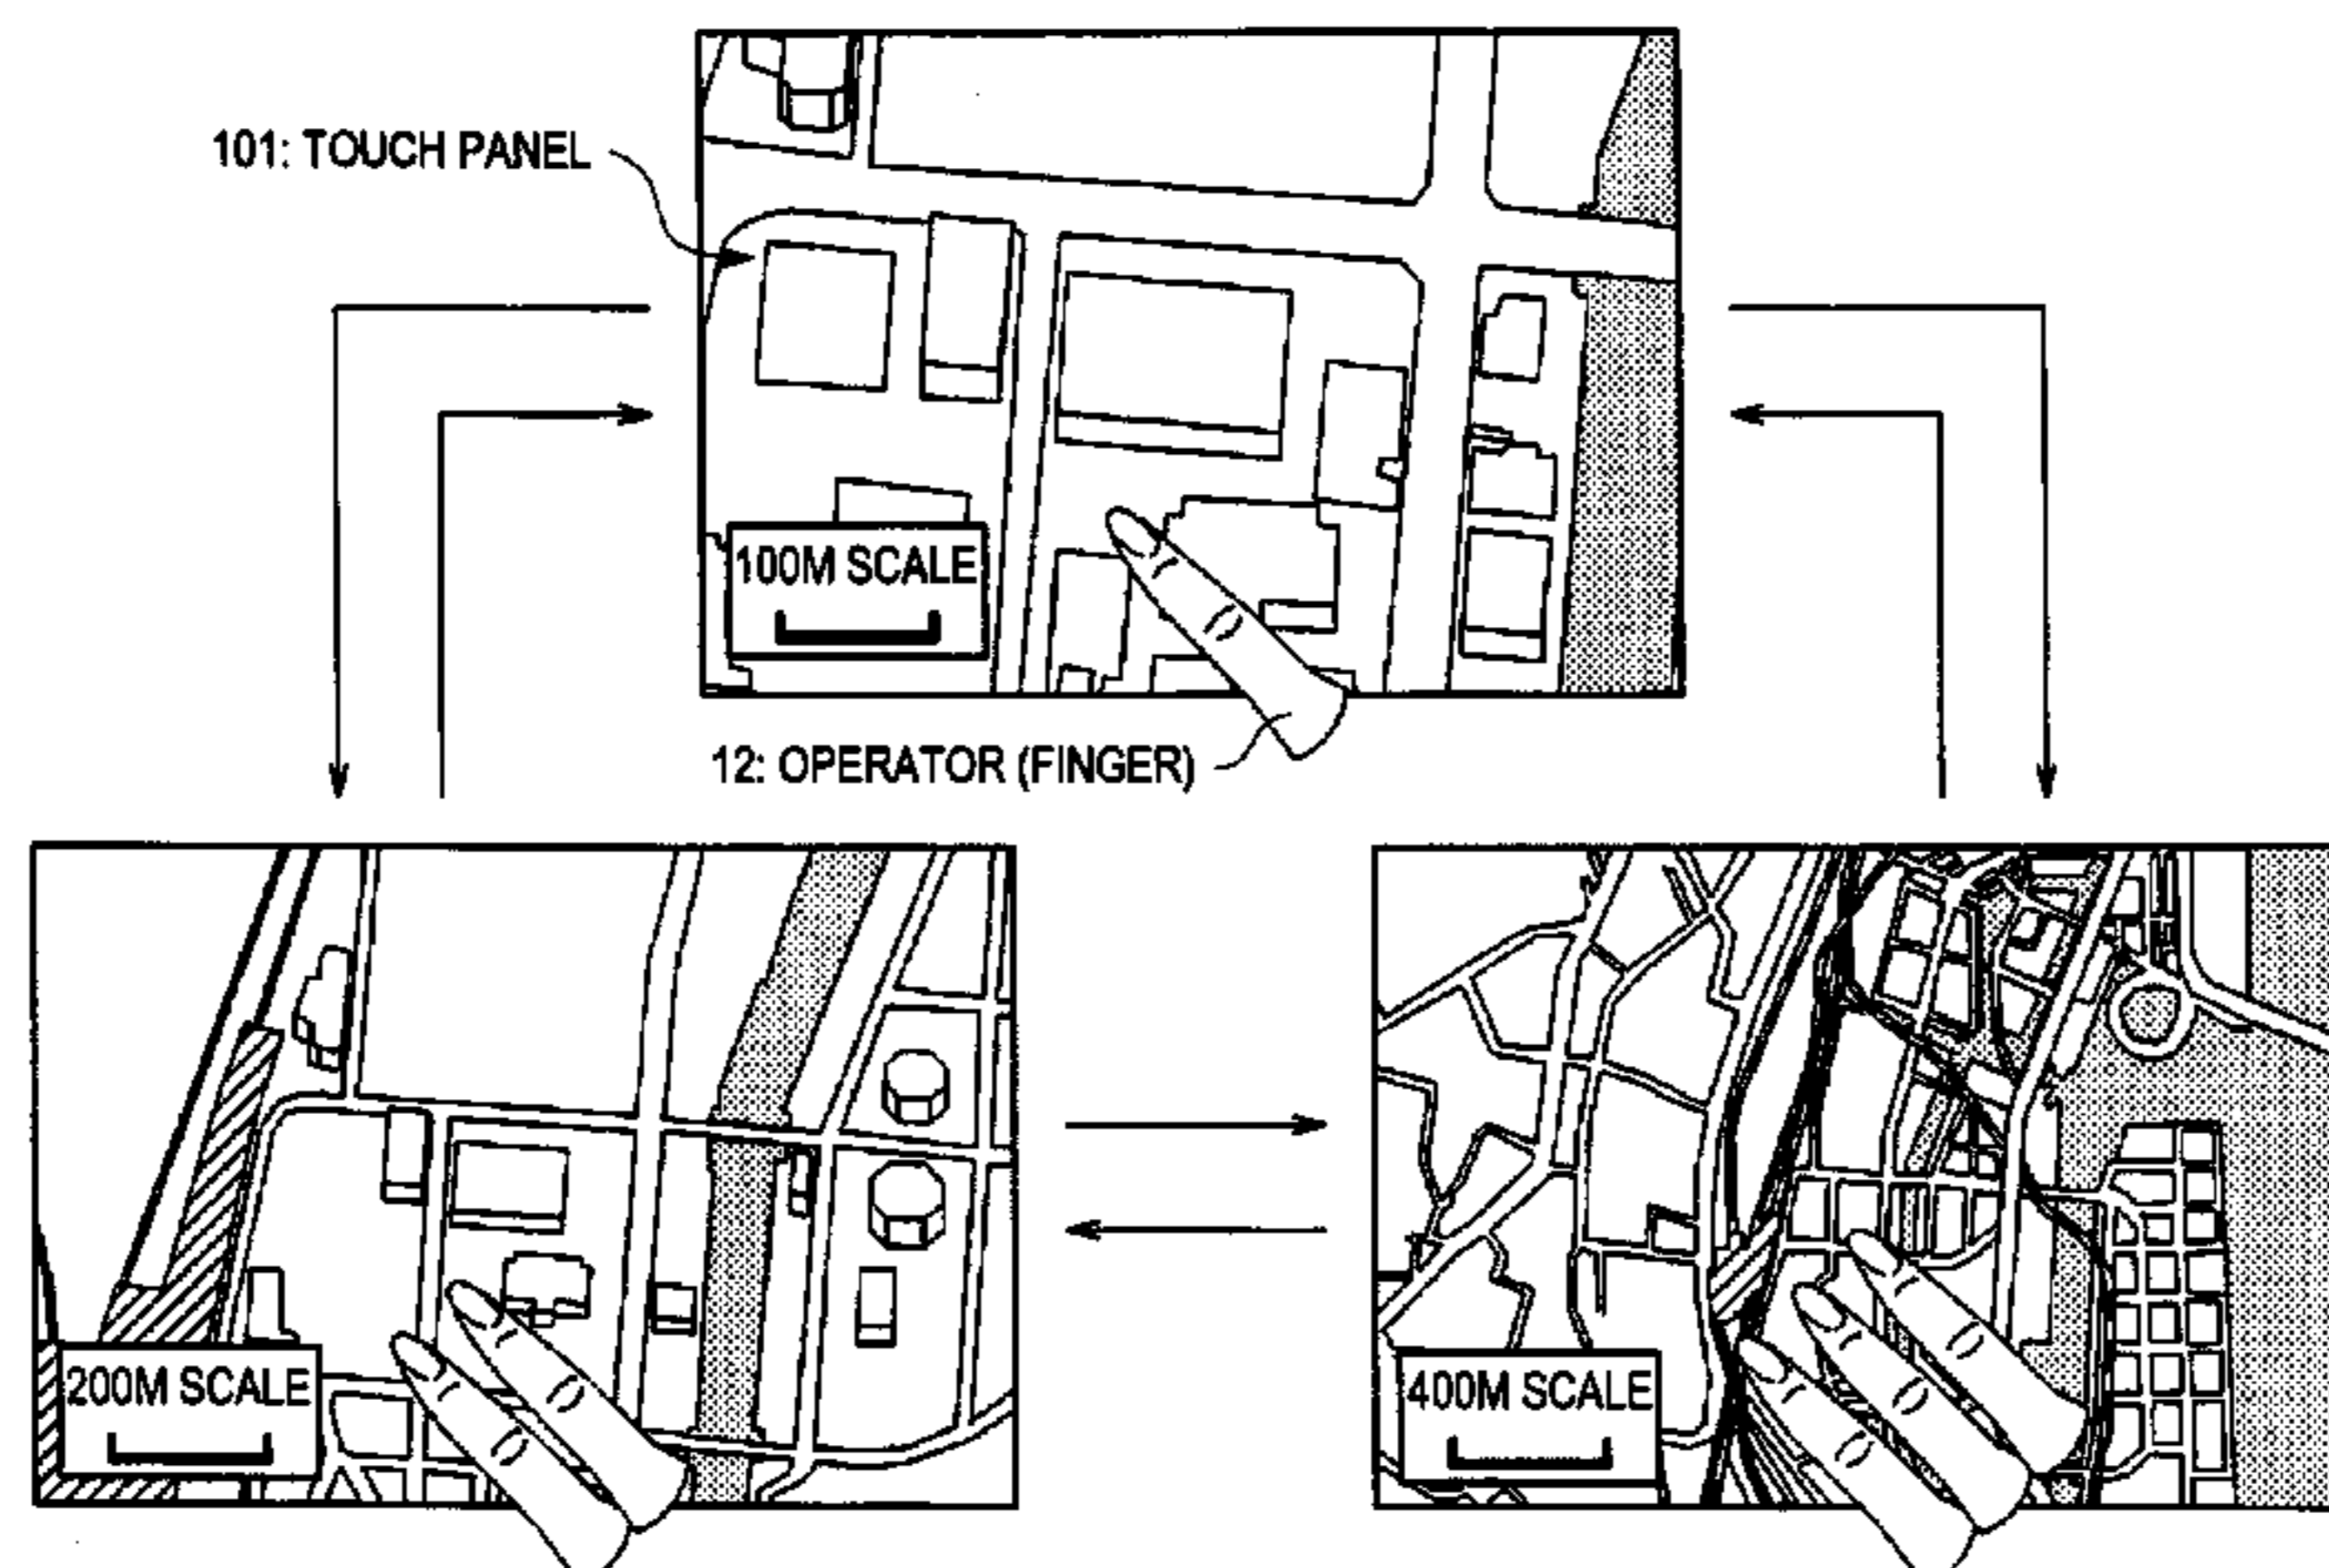 101: TOUCH PANEL
100M SCALE
12: OPERATOR (FINGER)
200M SCALE
400M SCALE